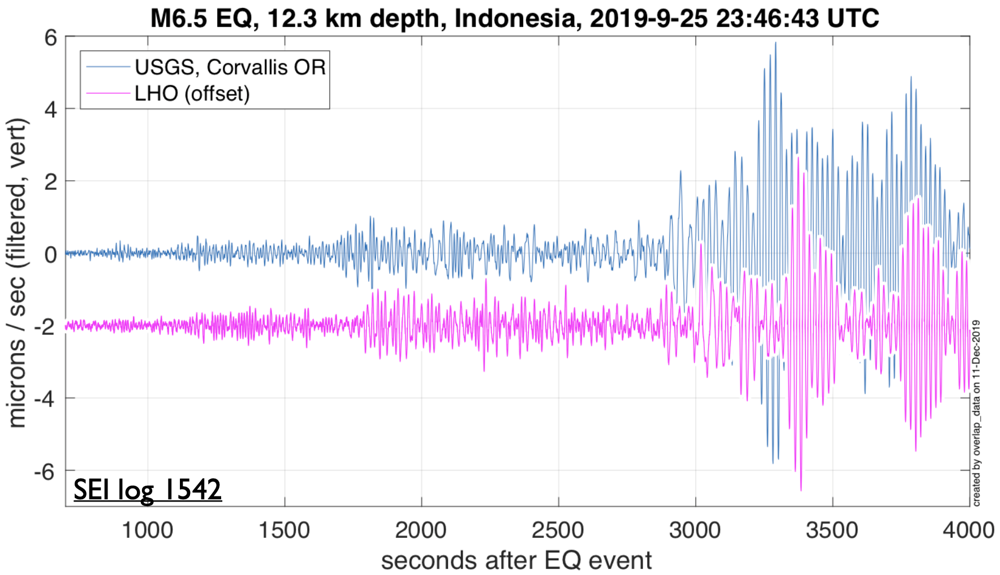 M6.5 EQ, 12.3 km depth, Indonesia, 2019-9-25 23:46:43 UTC
6
USGS, Corvallis OR
LHO (offset)
4
2
0
-2
-4
-6
microns / sec (filtered, vert)
SEI log 1542
created by overlap_data on 11-Dec-2019
1000 1500 2000 2500 3000 3500 4000
seconds after EQ event